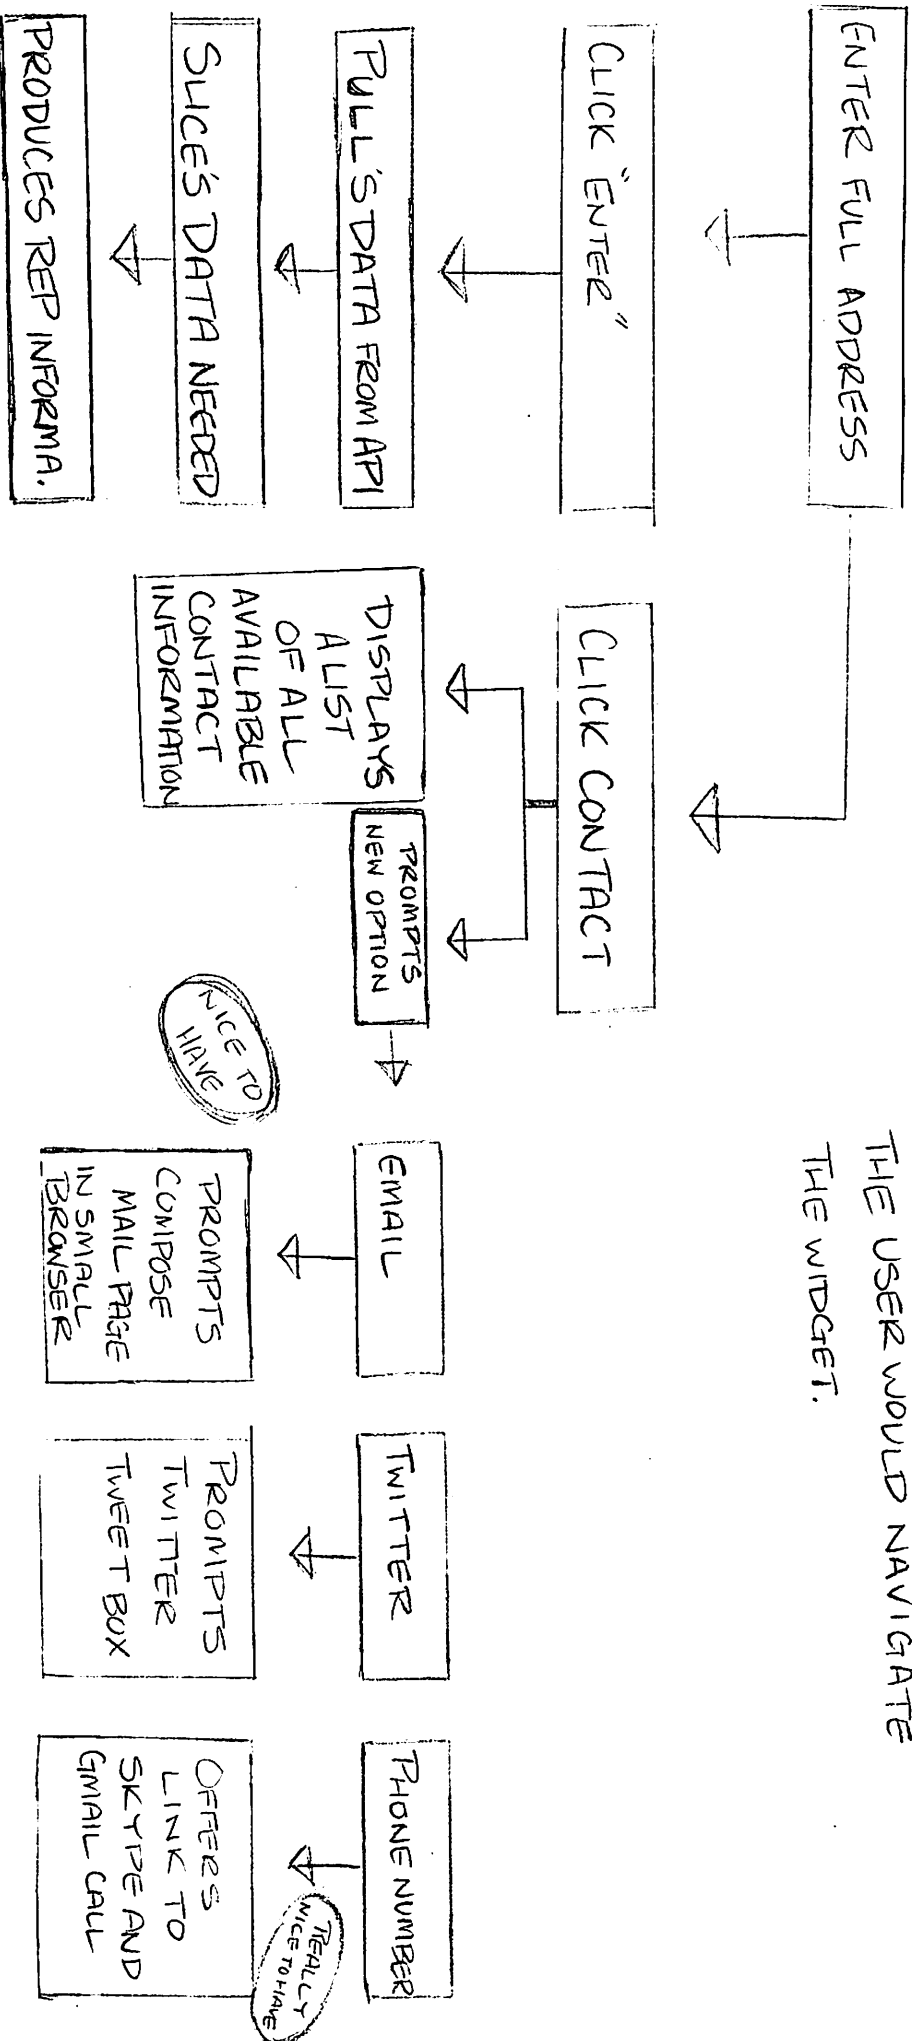 THE USER WOULD NAVIGATE
THE WIDGET.
ENTER FULL ADDRESS
CLICK "ENTER"
PULL'S DATA FROM API
SLICE'S DATA NEEDED
PRODUCES REP INFORMA.
CLICK CONTACT
DISPLAYS
A LIST
OF ALL
AVAILABLE
CONTACT
INFORMATION
PROMPTS
NEW OPTION
NICE TO
HAVE
EMAIL
PROMPTS
COMPOSE
MAIL PAGE
IN SMALL
BROWSER
TWITTER
PROMPTS
TWITTER
TWEET BOX
PHONE NUMBER
REALLY
NICE TO HAVE
OFFERS
LINK TO
SKYPE AND
GMAIL CALL